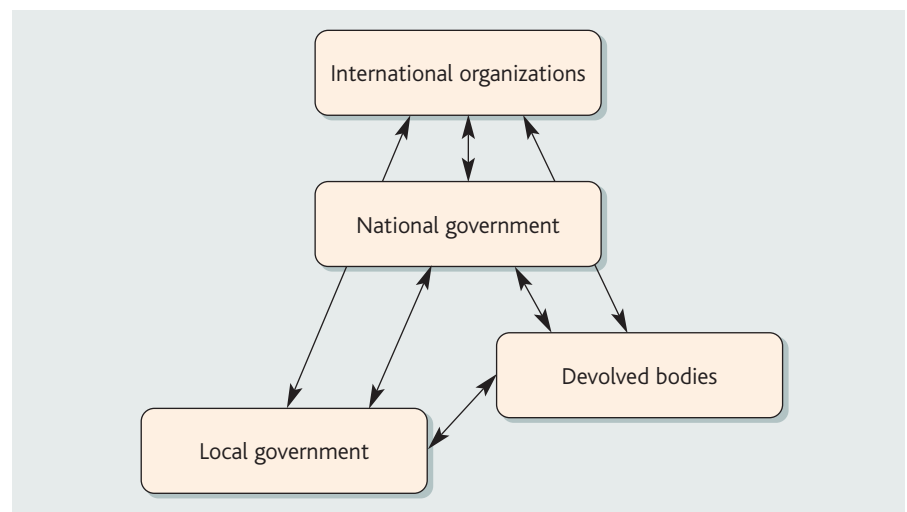 International organizations
National government
Devolved bodies
Local government